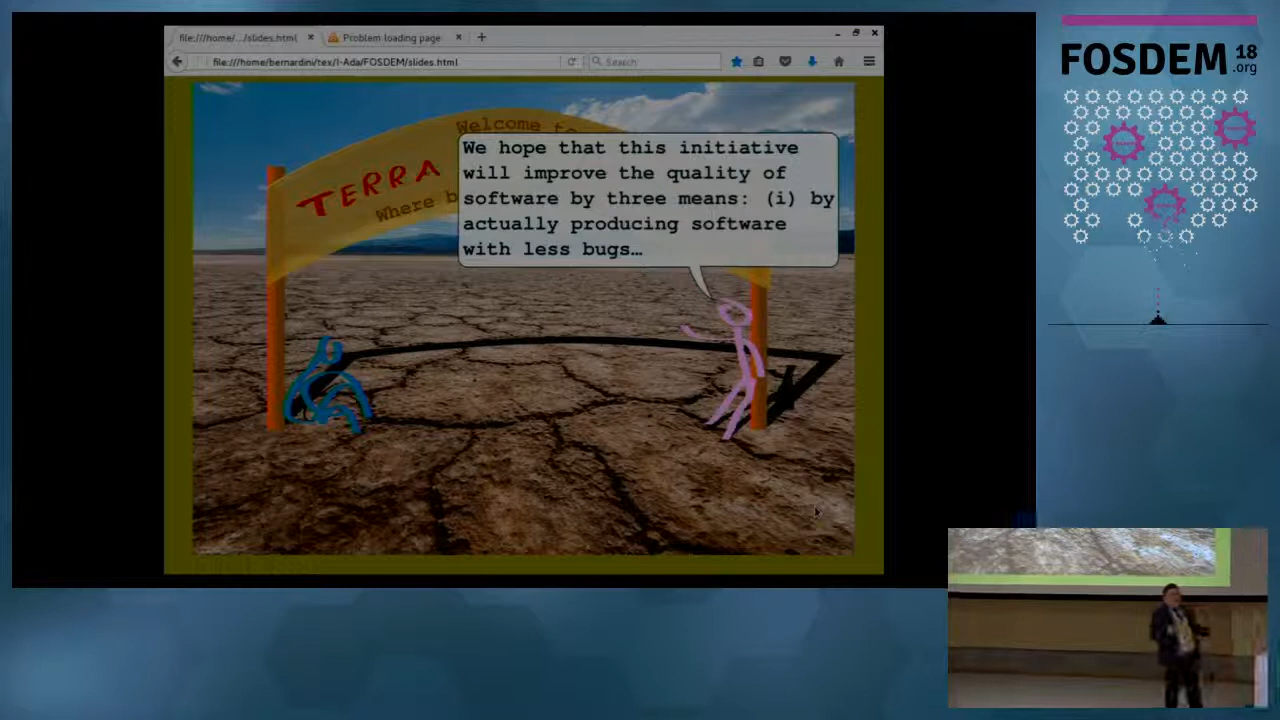 file:///home/.../slides.html
Problem loading page
file:///home/bernardini/tex/I-Ada/FOSDEM/slides.html
Search
Welcome to
TERRA
Where b
We hope that this initiative
will improve the quality of
software by three means: (i) by
actually producing software
with less bugs…
FOSDEM 18
.org